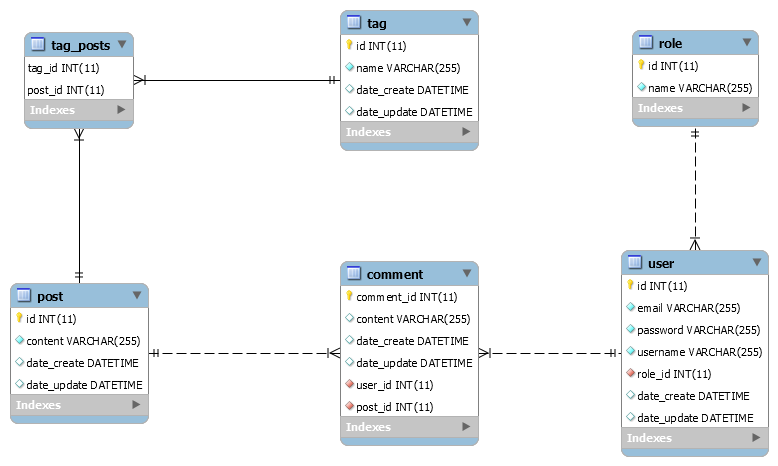 tag_posts
tag_id INT(11)
post_id INT(11)
Indexes
tag
id INT(11)
name VARCHAR(255)
date_create DATETIME
date_update DATETIME
Indexes
role
id INT(11)
name VARCHAR(255)
Indexes
post
id INT(11)
content VARCHAR(255)
date_create DATETIME
date_update DATETIME
Indexes
comment
comment_id INT(11)
content VARCHAR(255)
date_create DATETIME
date_update DATETIME
user_id INT(11)
post_id INT(11)
Indexes
user
id INT(11)
email VARCHAR(255)
password VARCHAR(255)
username VARCHAR(255)
role_id INT(11)
date_create DATETIME
date_update DATETIME
Indexes